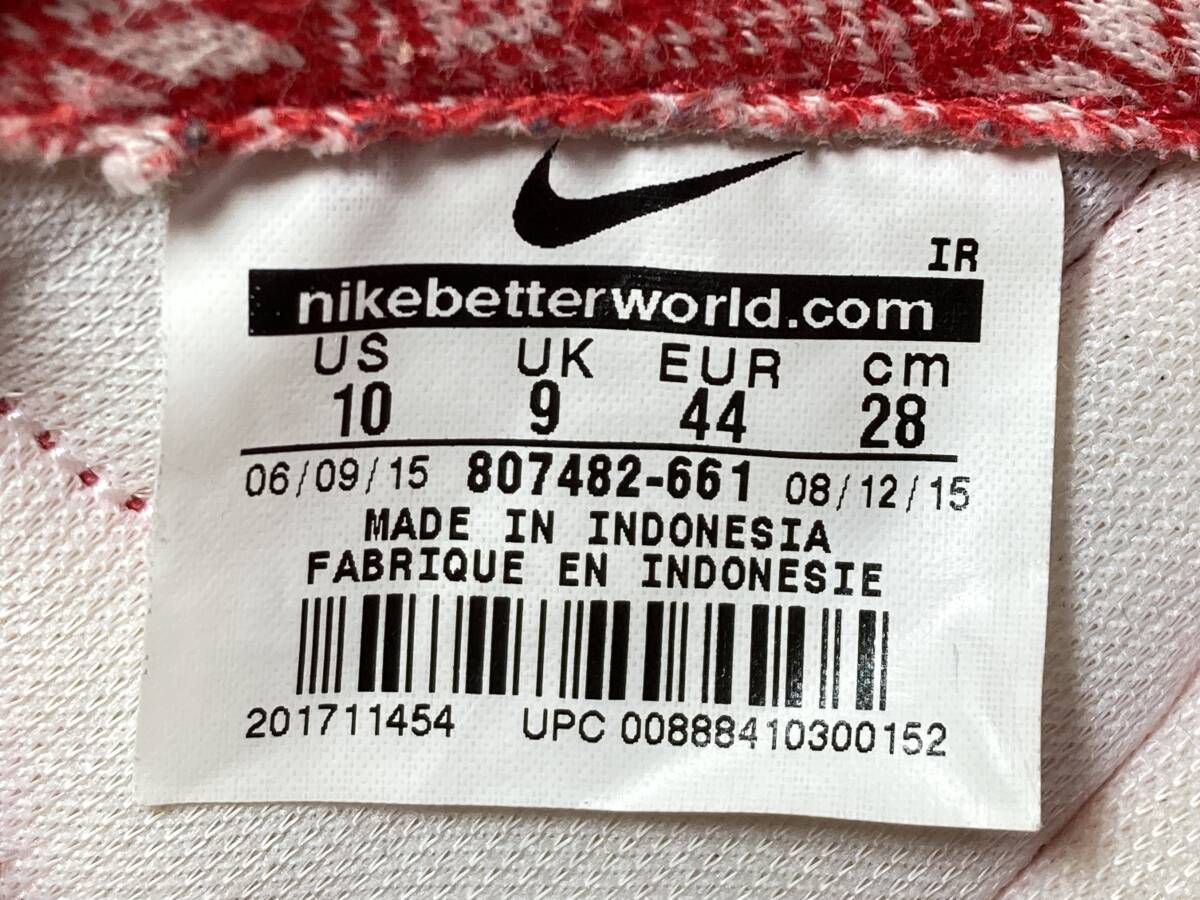 IR
nikebetterworld.com
US UK EUR cm
10 9 44 28
06/09/15 807482-661 08/12/15
MADE IN INDONESIA
FABRIQUE EN INDONESIE
201711454 UPC 00888410300152